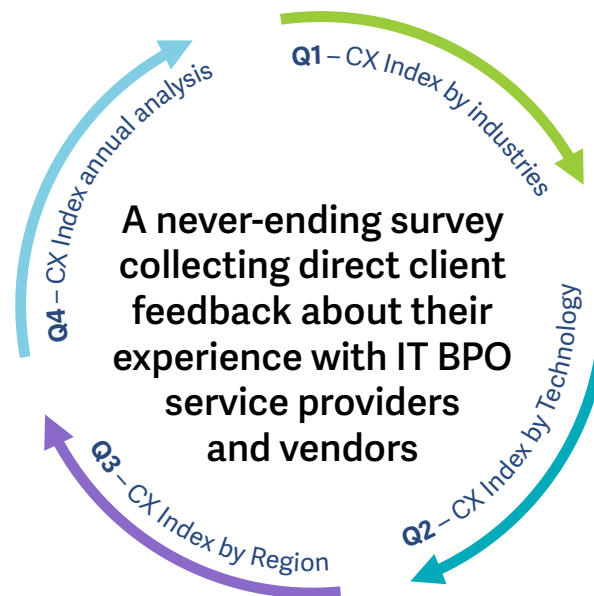 Q1 – CX Index by industries
Q2 – CX Index by Technology
Q3 – CX Index by Region
Q4 – CX Index annual analysis
A never-ending survey
collecting direct client
feedback about their
experience with IT BPO
service providers
and vendors